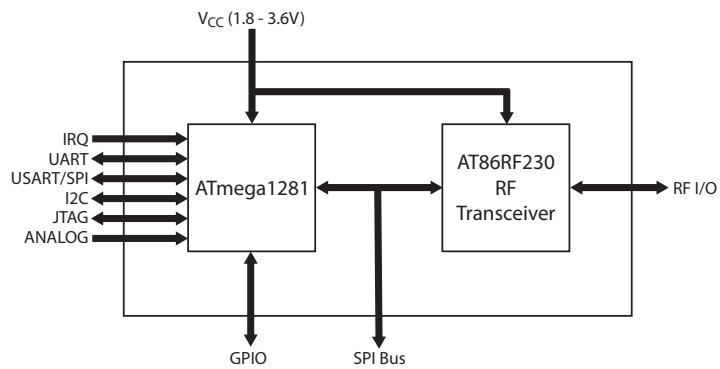 V_CC (1.8 - 3.6V)
IRQ
UART
USART/SPI
I2C
JTAG
ANALOG
ATmega1281
AT86RF230
RF
Transceiver
RF I/O
GPIO
SPI Bus